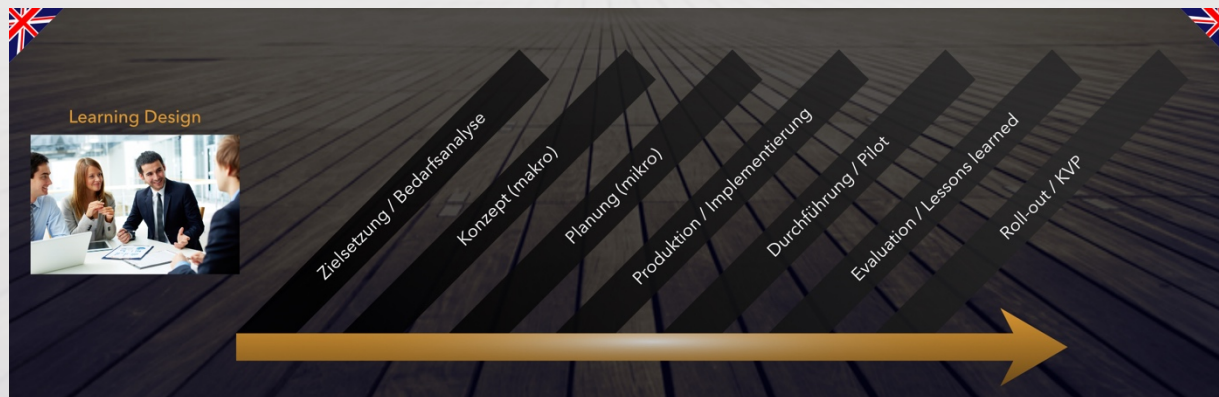 Learning Design
Zielsetzung / Bedarfsanalyse
Konzept (makro)
Planung (mikro)
Produktion / Implementierung
Durchführung / Pilot
Evaluation / Lessons learned
Roll-out / KVP